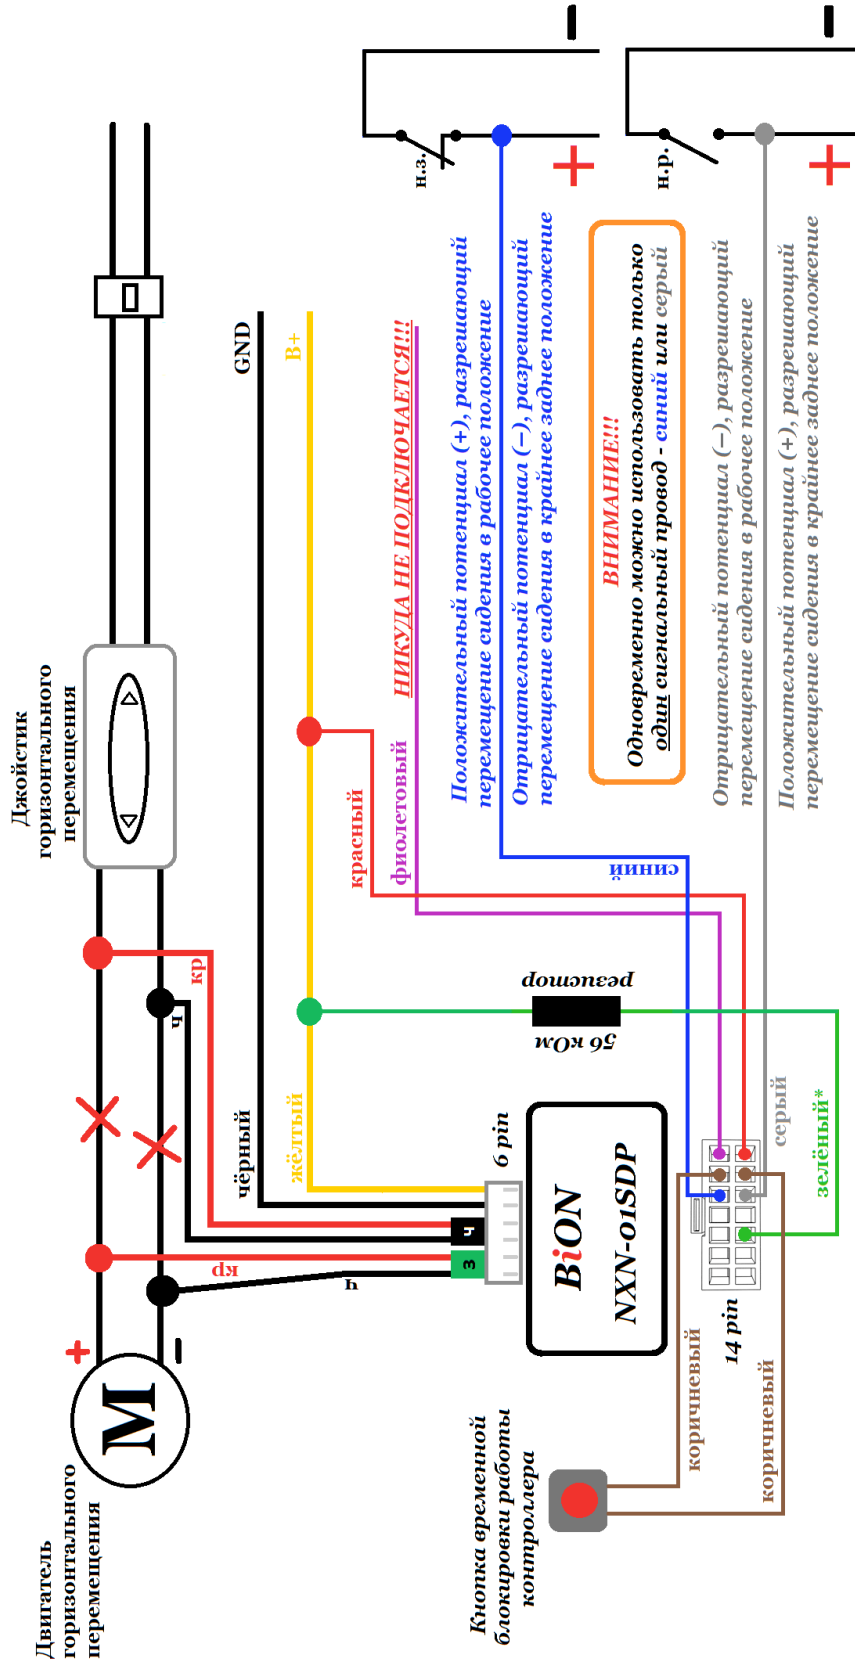 Двигатель
горизонтального
перемещения
М
+
−
Джойстик
горизонтального
перемещения
кр
ч
кр
ч
чёрный
GND
жёлтый
B+
красный
фиолетовый
НИКУДА НЕ ПОДКЛЮЧАЕТСЯ!!!
з
ч
6 pin
BiON
NXN-01SDP
56 кОм
резистор
14 pin
Кнопка временной
блокировки работы
контроллера
коричневый
коричневый
синий
серый
зелёный*
Положительный потенциал (+), разрешающий
перемещение сидения в рабочее положение
Отрицательный потенциал (−), разрешающий
перемещение сидения в крайнее заднее положение
н.з.
+
−
ВНИМАНИЕ!!!
Одновременно можно использовать только
один сигнальный провод - синий или серый
Отрицательный потенциал (−), разрешающий
перемещение сидения в рабочее положение
Положительный потенциал (+), разрешающий
перемещение сидения в крайнее заднее положение
н.р.
+
−